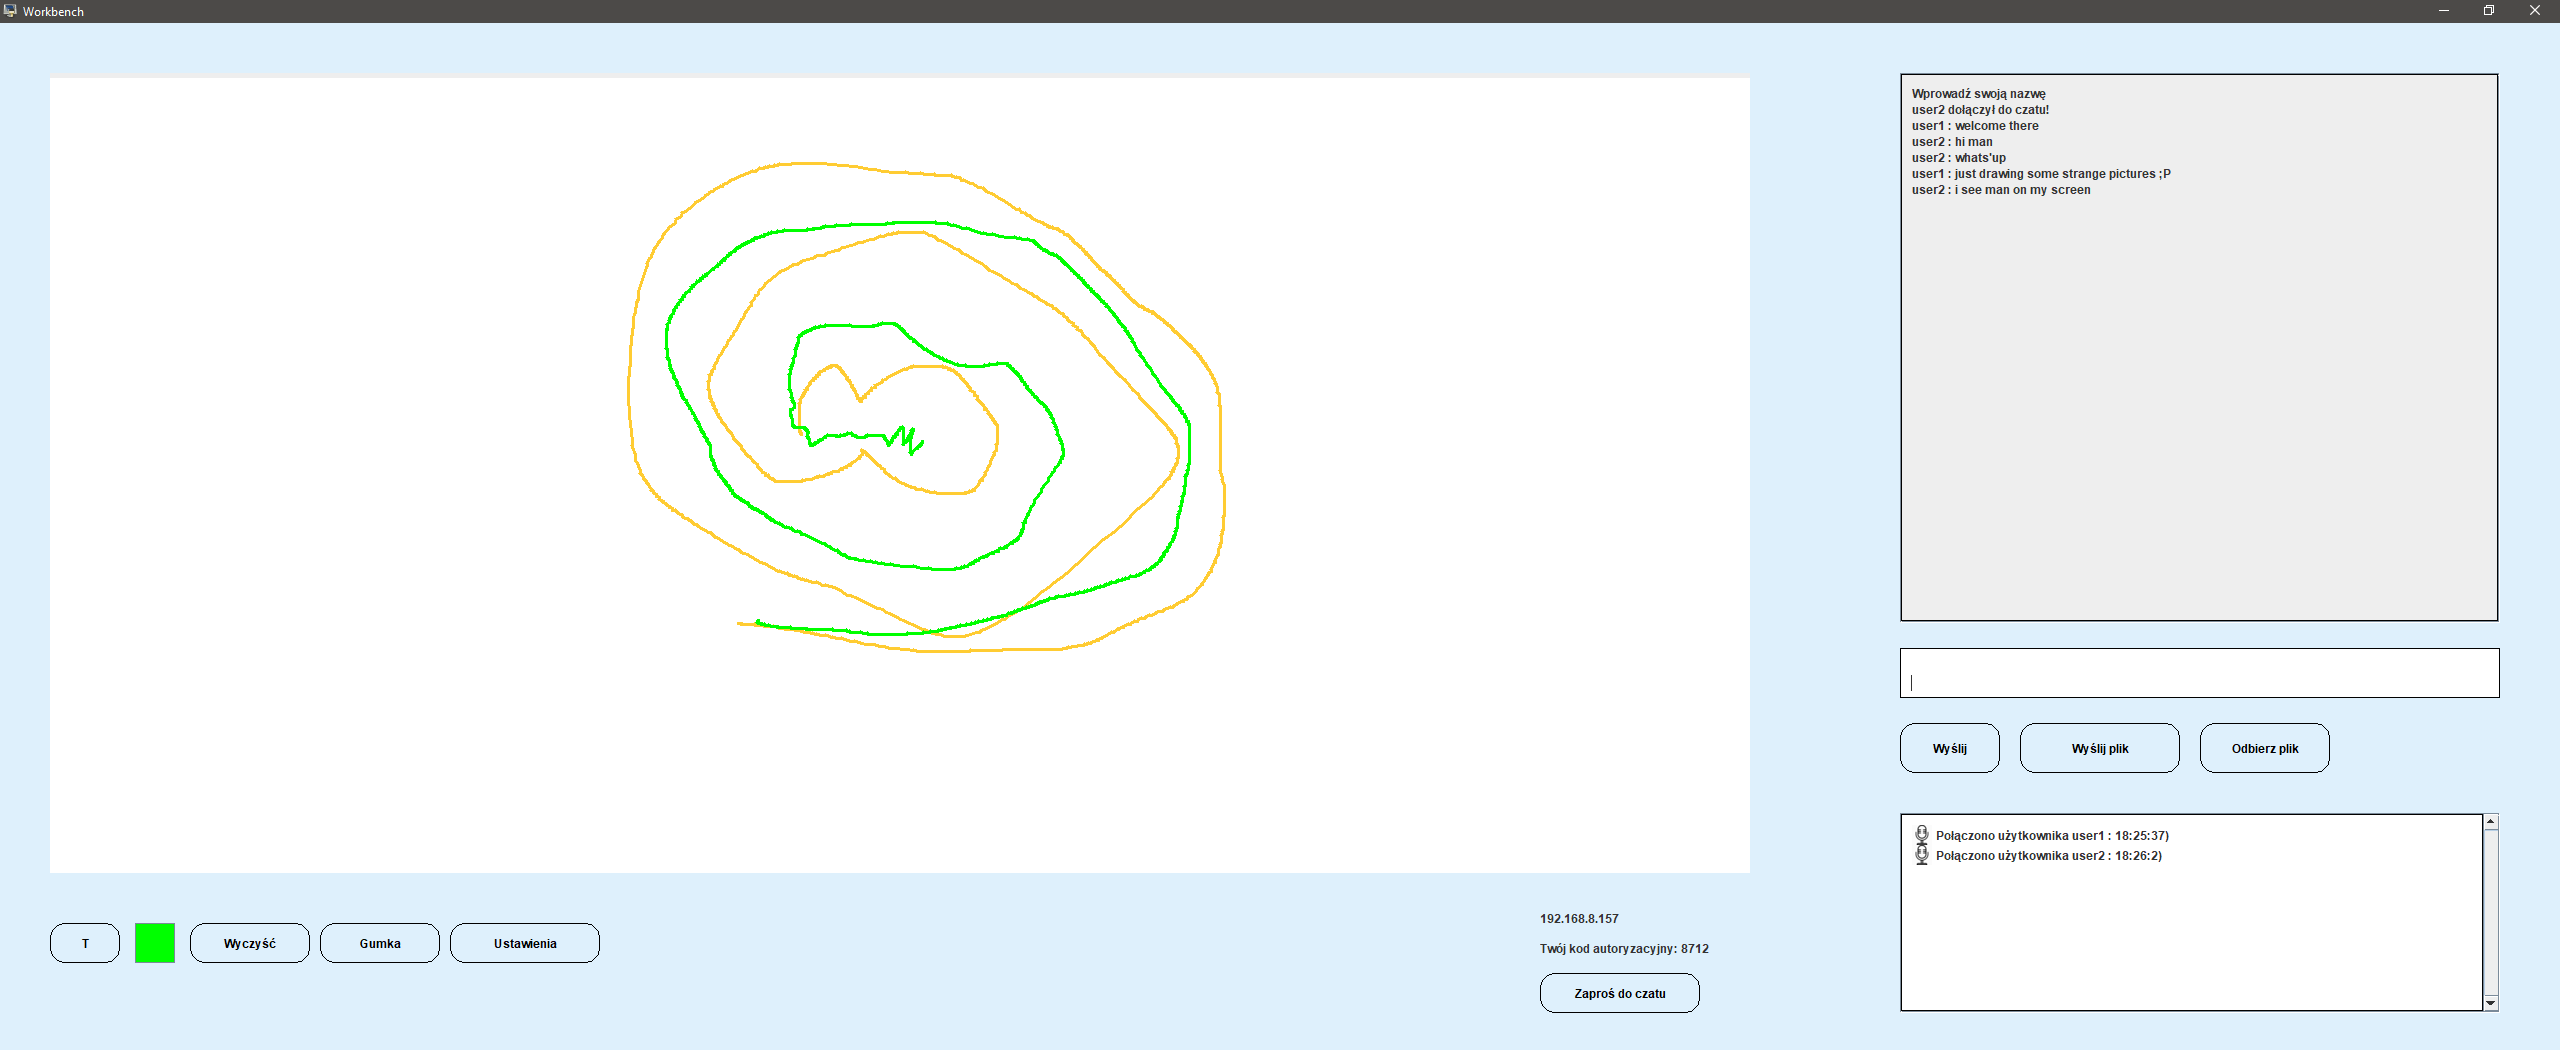 Workbench
Wprowadź swoją nazwę
user2 dołączył do czatu!
user1 : welcome there
user2 : hi man
user2 : whats'up
user1 : just drawing some strange pictures ;P
user2 : i see man on my screen
Wyślij
Wyślij plik
Odbierz plik
Połączono użytkownika user1 : 18:25:37)
Połączono użytkownika user2 : 18:26:2)
T
Wyczyść
Gumka
Ustawienia
192.168.8.157
Twój kod autoryzacyjny: 8712
Zaproś do czatu